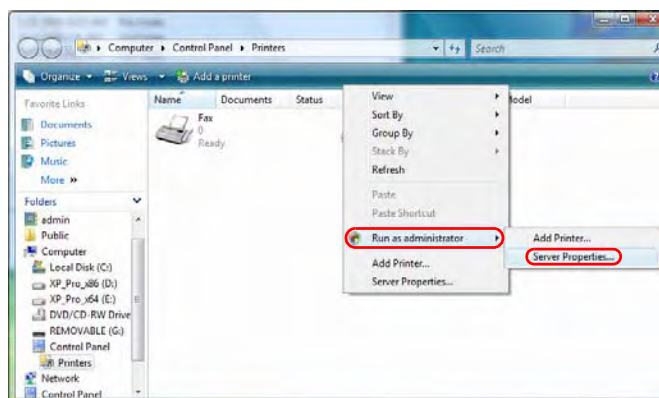 Computer ▸ Control Panel ▸ Printers
Search
Organize Views Add a printer
Favorite Links
Documents
Pictures
Music
More »
Folders
admin
Public
Computer
Local Disk (C:)
XP_Pro_x86 (D:)
XP_Pro_x64 (E:)
DVD/CD-RW Drive
REMOVABLE (G:)
Control Panel
Printers
Network
Control Panel
Name Documents Status Model
Fax
0
Ready
View
Sort By
Group By
Stack By
Refresh
Paste
Paste Shortcut
Run as administrator
Add Printer...
Server Properties...
Add Printer...
Server Properties...